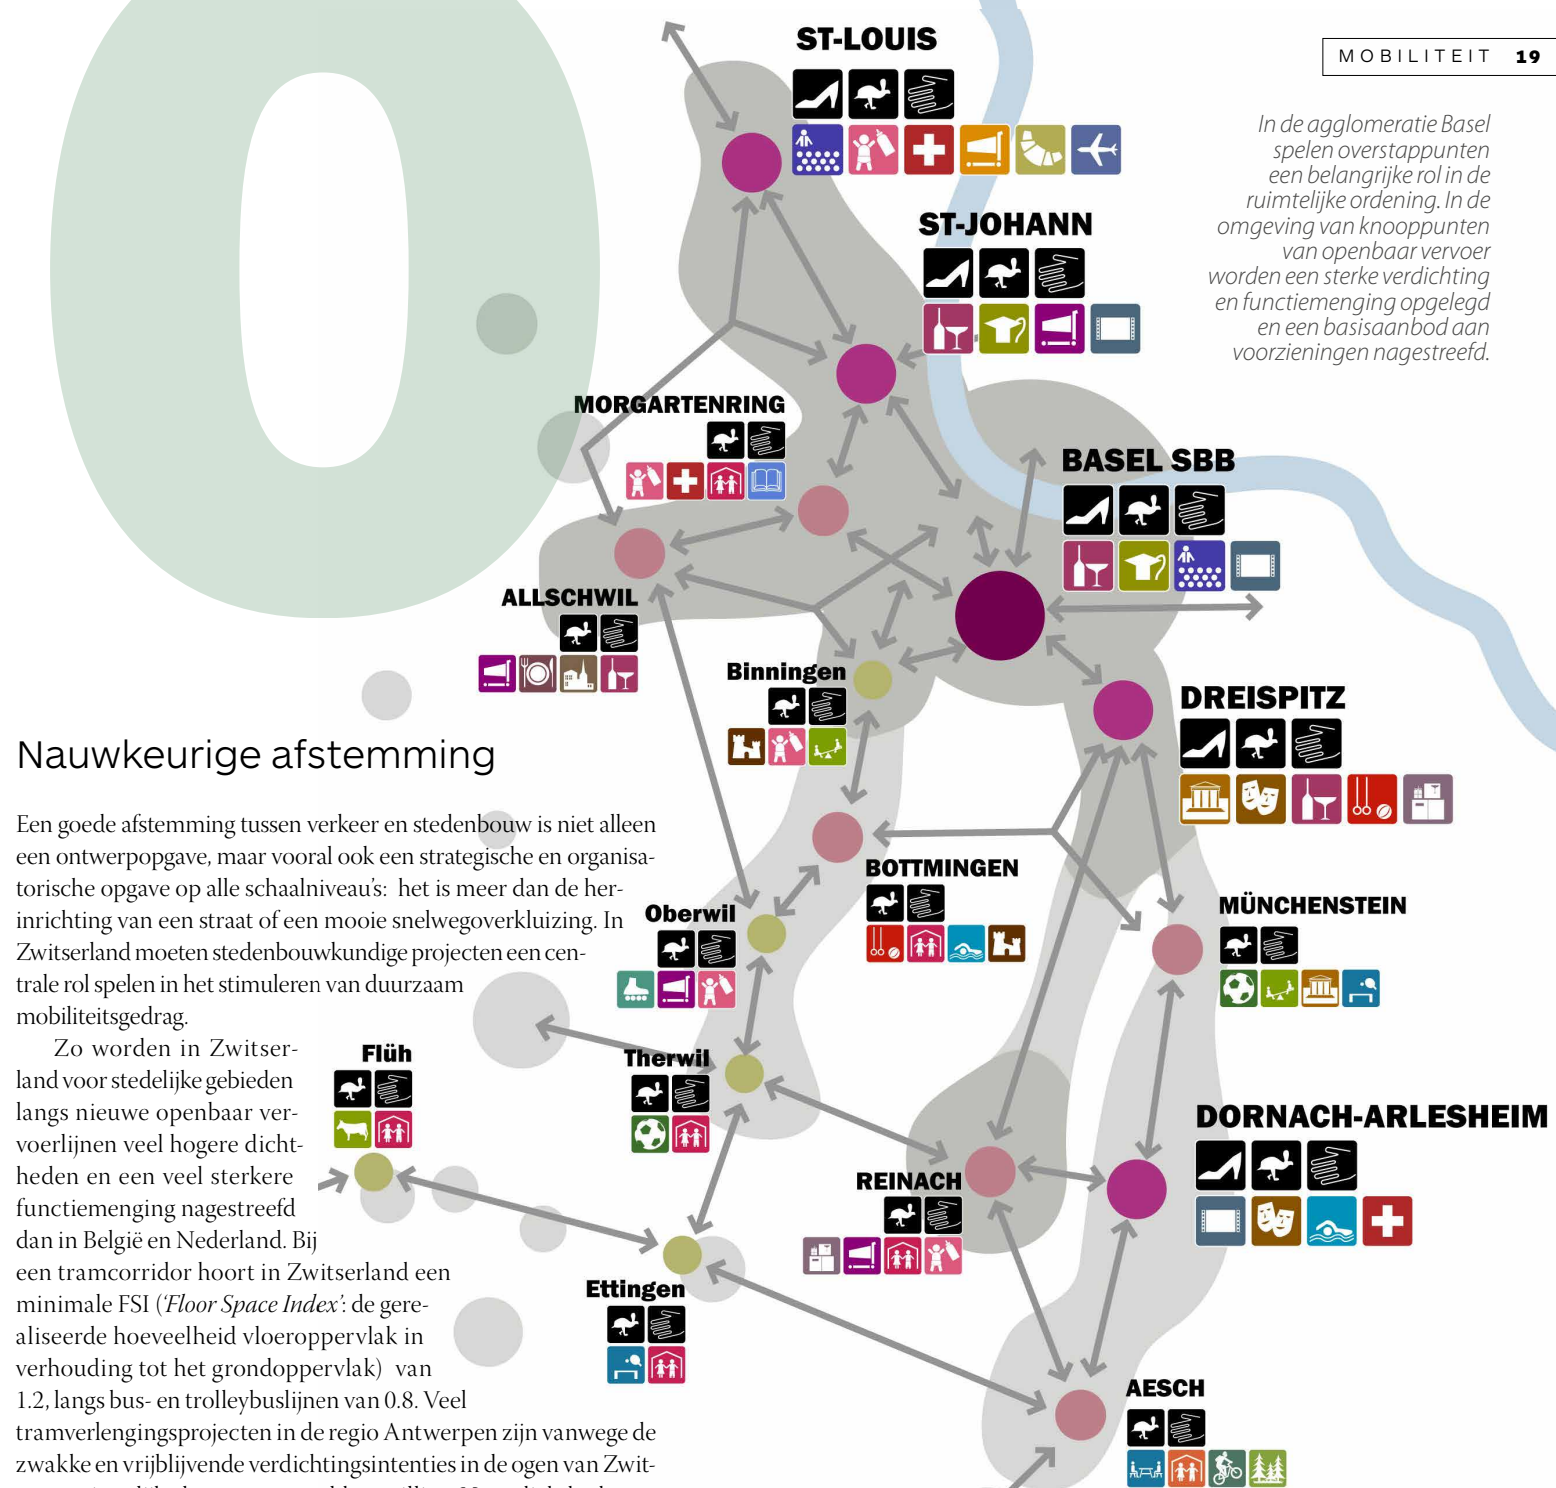 MOBILITEIT 19
In de agglomeratie Basel
spelen overstappunten
een belangrijke rol in de
ruimtelijke ordening. In de
omgeving van knooppunten
van openbaar vervoer
worden een sterke verdichting
en functiemenging opgelegd
en een basisaanbod aan
voorzieningen nagestreefd.
0
ST-LOUIS
ST-JOHANN
MORGARTENRING
BASEL SBB
ALLSCHWIL
Binningen
DREISPITZ
BOTTMINGEN
Oberwil
MÜNCHENSTEIN
Flüh
Therwil
DORNACH-ARLESHEIM
REINACH
Ettingen
AESCH
Nauwkeurige afstemming
Een goede afstemming tussen verkeer en stedenbouw is niet alleen
een ontwerpopgave, maar vooral ook een strategische en organisa-
torische opgave op alle schaalniveau's: het is meer dan de her-
inrichting van een straat of een mooie snelwegoverkluizing. In
Zwitserland moeten stedenbouwkundige projecten een cen-
trale rol spelen in het stimuleren van duurzaam
mobiliteitsgedrag.
Zo worden in Zwitser-
land voor stedelijke gebieden
langs nieuwe openbaar ver-
voerlijnen veel hogere dicht-
heden en een veel sterkere
functiemenging nagestreefd
dan in België en Nederland. Bij
een tramcorridor hoort in Zwitserland een
minimale FSI ('Floor Space Index': de gere-
aliseerde hoeveelheid vloeroppervlak in
verhouding tot het grondoppervlak) van
1.2, langs bus- en trolleybuslijnen van 0.8. Veel
tramverlengingsprojecten in de regio Antwerpen zijn vanwege de
zwakke en vrijblijvende verdichtingsintenties in de ogen van Zwit-